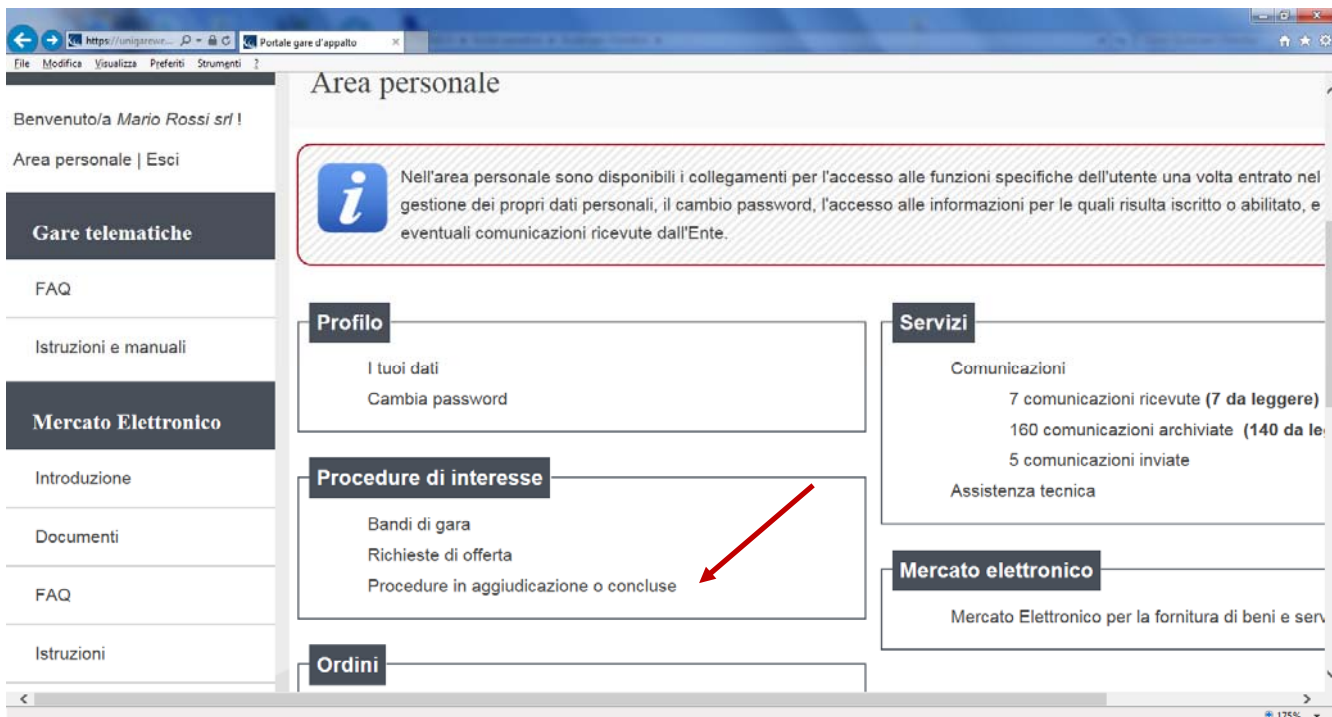 https://unigarewe...
Portale gare d'appalto
File Modifica Visualizza Preferiti Strumenti ?
Benvenuto/a Mario Rossi srl !
Area personale | Esci
Gare telematiche
FAQ
Istruzioni e manuali
Mercato Elettronico
Introduzione
Documenti
FAQ
Istruzioni
Area personale
Nell'area personale sono disponibili i collegamenti per l'accesso alle funzioni specifiche dell'utente una volta entrato nel
gestione dei propri dati personali, il cambio password, l'accesso alle informazioni per le quali risulta iscritto o abilitato, e
eventuali comunicazioni ricevute dall'Ente.
Profilo
I tuoi dati
Cambia password
Procedure di interesse
Bandi di gara
Richieste di offerta
Procedure in aggiudicazione o concluse
Ordini
Servizi
Comunicazioni
7 comunicazioni ricevute (7 da leggere)
160 comunicazioni archiviate (140 da le
5 comunicazioni inviate
Assistenza tecnica
Mercato elettronico
Mercato Elettronico per la fornitura di beni e serv
175%